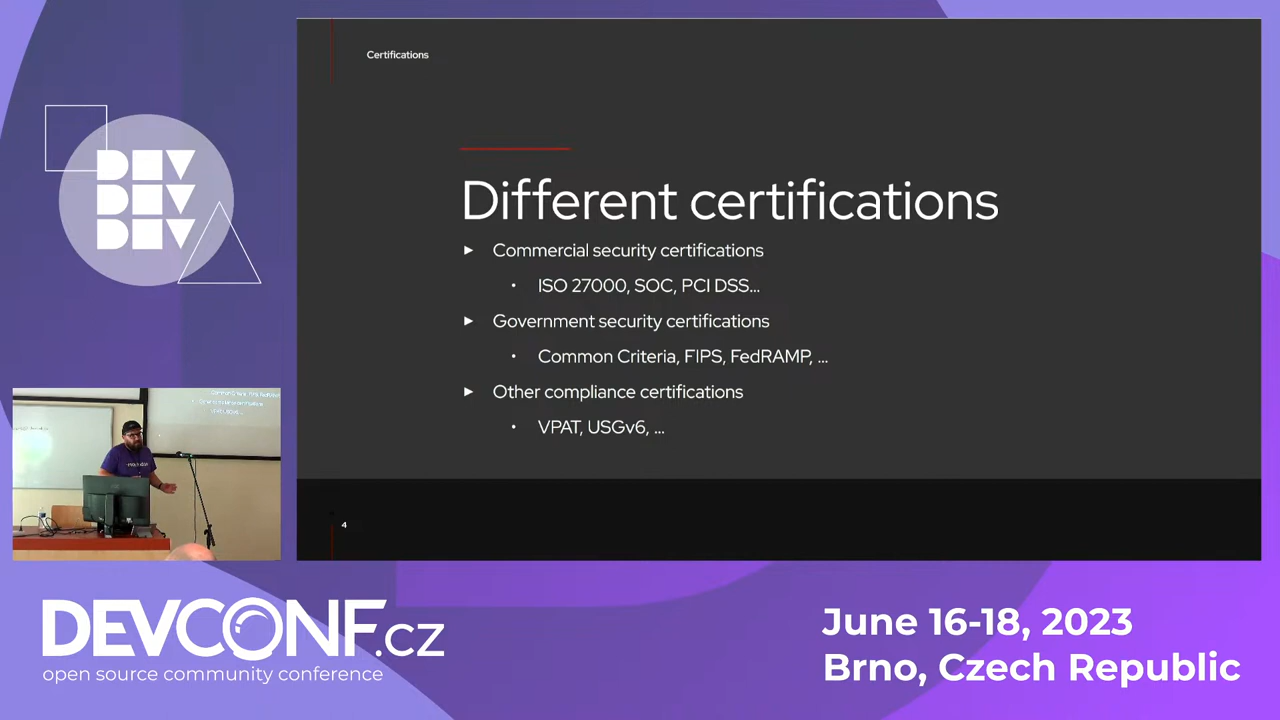 Certifications
DEV
DEV
DEV
Different certifications
► Commercial security certifications
• ISO 27000, SOC, PCI DSS...
► Government security certifications
• Common Criteria, FIPS, FedRAMP, ...
► Other compliance certifications
• VPAT, USGv6, ...
4
DEVCONF.cz
open source community conference
June 16-18, 2023
Brno, Czech Republic